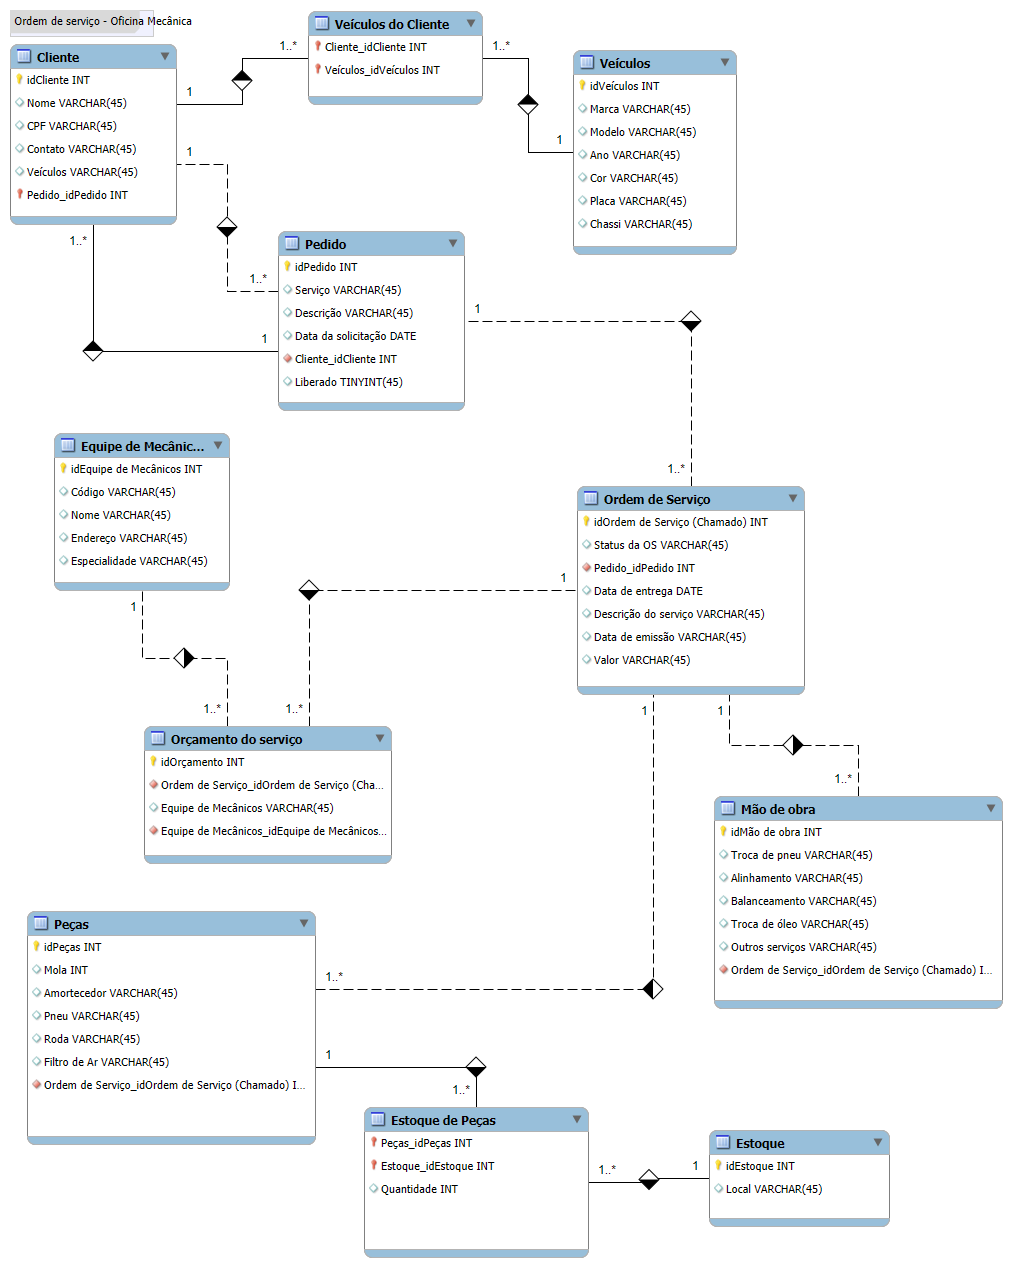 Ordem de serviço - Oficina Mecânica
Cliente
idCliente INT
Nome VARCHAR(45)
CPF VARCHAR(45)
Contato VARCHAR(45)
Veículos VARCHAR(45)
Pedido_idPedido INT
1
1..*
Veículos do Cliente
Cliente_idCliente INT
Veículos_idVeículos INT
1..*
1
Veículos
idVeículos INT
Marca VARCHAR(45)
Modelo VARCHAR(45)
Ano VARCHAR(45)
Cor VARCHAR(45)
Placa VARCHAR(45)
Chassi VARCHAR(45)
1
1..*
1..*
1
Pedido
idPedido INT
Serviço VARCHAR(45)
Descrição VARCHAR(45)
Data da solicitação DATE
Cliente_idCliente INT
Liberado TINYINT(45)
1
1..*
Equipe de Mecânic...
idEquipe de Mecânicos INT
Código VARCHAR(45)
Nome VARCHAR(45)
Endereço VARCHAR(45)
Especialidade VARCHAR(45)
1
1..*
Ordem de Serviço
idOrdem de Serviço (Chamado) INT
Status da OS VARCHAR(45)
Pedido_idPedido INT
Data de entrega DATE
Descrição do serviço VARCHAR(45)
Data de emissão VARCHAR(45)
Valor VARCHAR(45)
1
1..*
1
1
1..*
Orçamento do serviço
idOrçamento INT
Ordem de Serviço_idOrdem de Serviço (Cha...
Equipe de Mecânicos VARCHAR(45)
Equipe de Mecânicos_idEquipe de Mecânicos...
Mão de obra
idMão de obra INT
Troca de pneu VARCHAR(45)
Alinhamento VARCHAR(45)
Balanceamento VARCHAR(45)
Troca de óleo VARCHAR(45)
Outros serviços VARCHAR(45)
Ordem de Serviço_idOrdem de Serviço (Chamado) I...
Peças
idPeças INT
Mola INT
Amortecedor VARCHAR(45)
Pneu VARCHAR(45)
Roda VARCHAR(45)
Filtro de Ar VARCHAR(45)
Ordem de Serviço_idOrdem de Serviço (Chamado) I...
1..*
1
1..*
Estoque de Peças
Peças_idPeças INT
Estoque_idEstoque INT
Quantidade INT
1..*
1
Estoque
idEstoque INT
Local VARCHAR(45)